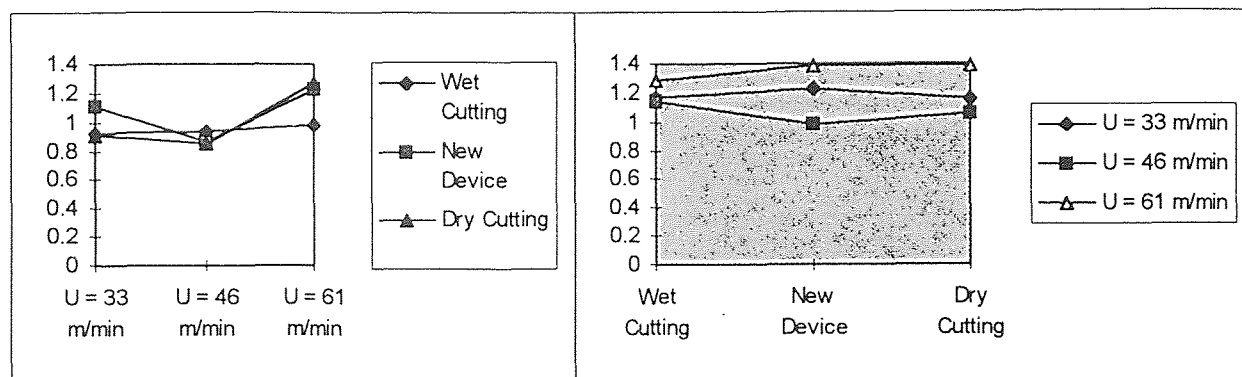 1.4
1.2
1
0.8
0.6
0.4
0.2
0
U = 33 m/min
U = 46 m/min
U = 61 m/min
Wet Cutting
New Device
Dry Cutting
1.4
1.2
1
0.8
0.6
0.4
0.2
0
Wet Cutting
New Device
Dry Cutting
U = 33 m/min
U = 46 m/min
U = 61 m/min